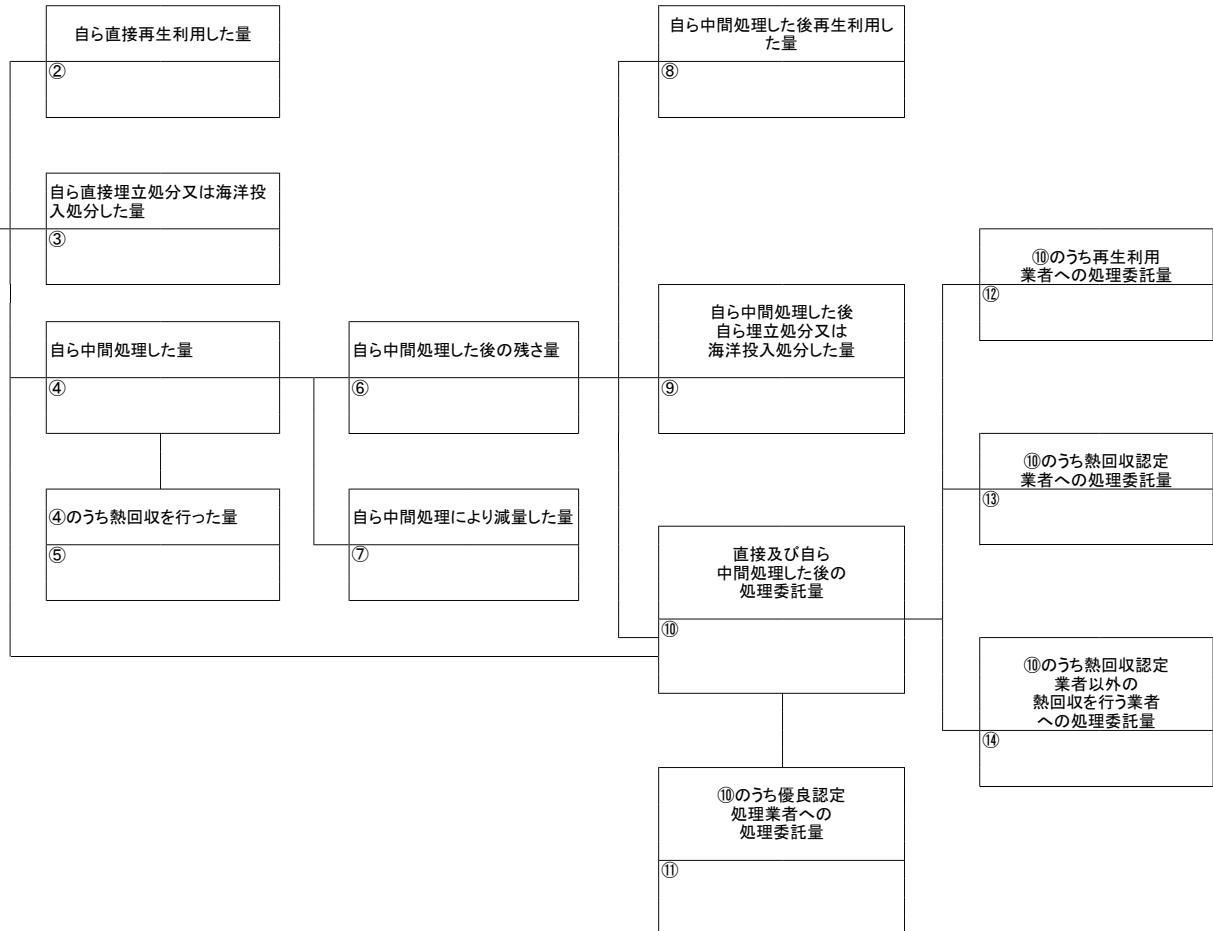 自ら直接再生利用した量
②
自ら直接埋立処分又は海洋投
入処分した量
③
自ら中間処理した量
④
④のうち熱回収を行った量
⑤
自ら中間処理した後の残さ量
⑥
自ら中間処理により減量した量
⑦
自ら中間処理した後再生利用し
た量
⑧
自ら中間処理した後
自ら埋立処分又は
海洋投入処分した量
⑨
直接及び自ら
中間処理した後の
処理委託量
⑩
⑩のうち優良認定
処理業者への
処理委託量
⑪
⑩のうち再生利用
業者への処理委託量
⑫
⑩のうち熱回収認定
業者への処理委託量
⑬
⑩のうち熱回収認定
業者以外の
熱回収を行う業者
への処理委託量
⑭